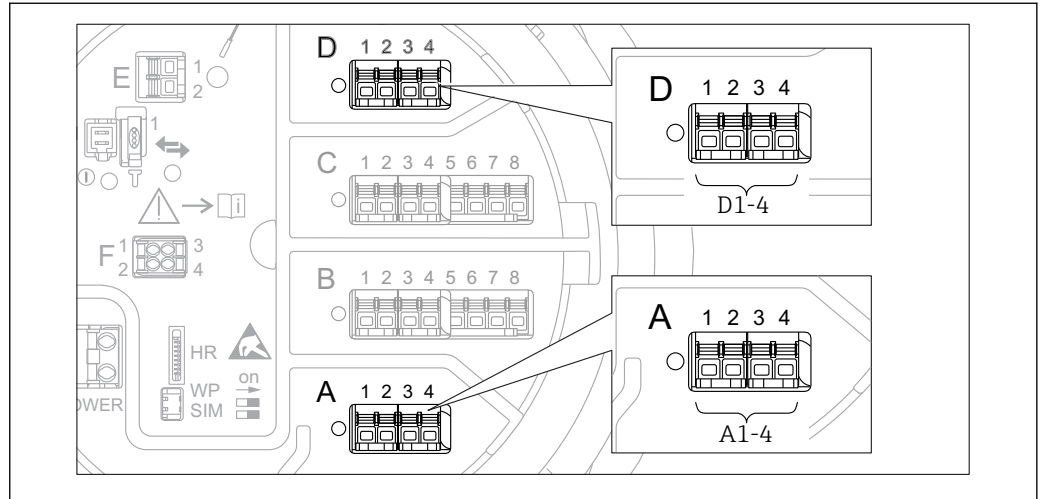 D 1 2 3 4
E 1
2
1
C 1 2 3 4 5 6 7 8
i
F 1 3
2 4
B 1 2 3 4 5 6 7 8
HR
WP on
SIM
OWER
A 1 2 3 4
D 1 2 3 4
D1-4
A 1 2 3 4
A1-4